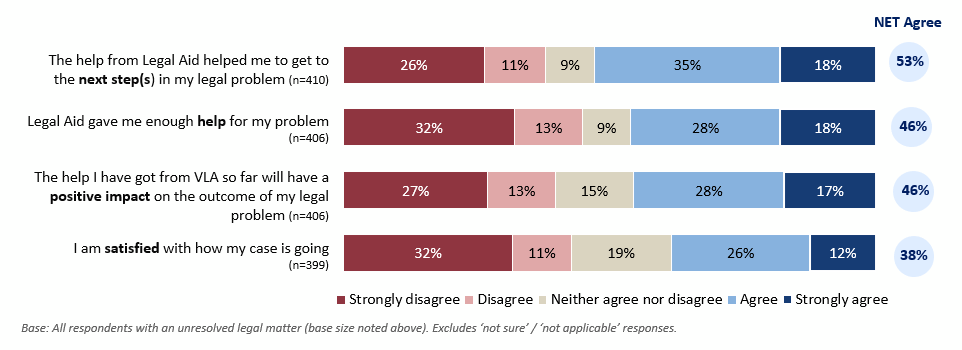 NET Agree
The help from Legal Aid helped me to get to
the next step(s) in my legal problem (n=410)
26% 11% 9% 35% 18% 53%
Legal Aid gave me enough help for my problem
(n=406)
32% 13% 9% 28% 18% 46%
The help I have got from VLA so far will have a
positive impact on the outcome of my legal
problem (n=406)
27% 13% 15% 28% 17% 46%
I am satisfied with how my case is going
(n=399)
32% 11% 19% 26% 12% 38%
Strongly disagree Disagree Neither agree nor disagree Agree Strongly agree
Base: All respondents with an unresolved legal matter (base size noted above). Excludes ‘not sure’ / ‘not applicable’ responses.